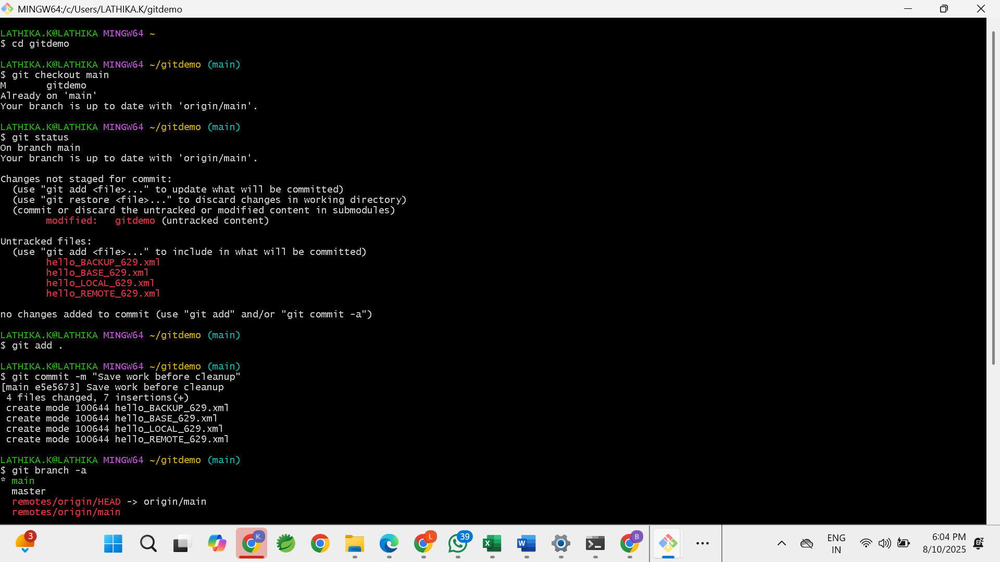 MINGW64:/c/Users/LATHIKA.K/gitdemo
LATHIKA.K@LATHIKA MINGW64 ~
$ cd gitdemo
LATHIKA.K@LATHIKA MINGW64 ~/gitdemo (main)
$ git checkout main
M       gitdemo
Already on 'main'
Your branch is up to date with 'origin/main'.
LATHIKA.K@LATHIKA MINGW64 ~/gitdemo (main)
$ git status
On branch main
Your branch is up to date with 'origin/main'.
Changes not staged for commit:
  (use "git add <file>..." to update what will be committed)
  (use "git restore <file>..." to discard changes in working directory)
  (commit or discard the untracked or modified content in submodules)
        modified:   gitdemo (untracked content)
Untracked files:
  (use "git add <file>..." to include in what will be committed)
        hello_BACKUP_629.xml
        hello_BASE_629.xml
        hello_LOCAL_629.xml
        hello_REMOTE_629.xml
no changes added to commit (use "git add" and/or "git commit -a")
LATHIKA.K@LATHIKA MINGW64 ~/gitdemo (main)
$ git add .
LATHIKA.K@LATHIKA MINGW64 ~/gitdemo (main)
$ git commit -m "Save work before cleanup"
[main e5e5673] Save work before cleanup
 4 files changed, 7 insertions(+)
 create mode 100644 hello_BACKUP_629.xml
 create mode 100644 hello_BASE_629.xml
 create mode 100644 hello_LOCAL_629.xml
 create mode 100644 hello_REMOTE_629.xml
LATHIKA.K@LATHIKA MINGW64 ~/gitdemo (main)
$ git branch -a
* main
  master
  remotes/origin/HEAD -> origin/main
  remotes/origin/main
3
K.
L
39
B
ENG
IN
6:04 PM
8/10/2025